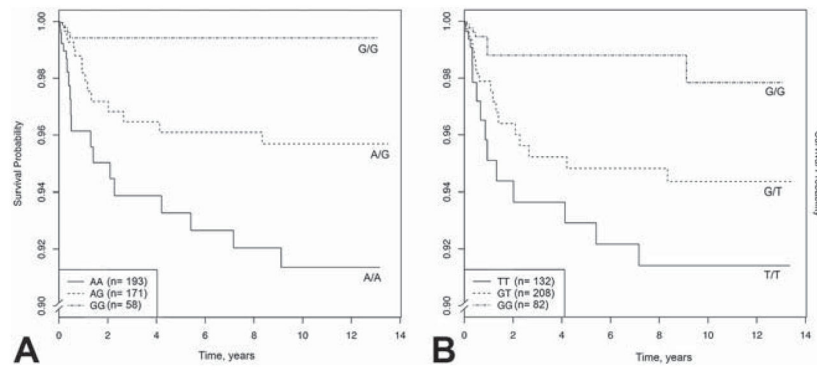 1.00
0.98
0.96
0.94
0.92
0.90
Survival Probability
G/G
A/G
A/A
AA (n= 193)
AG (n= 171)
GG (n= 58)
0 2 4 6 8 10 12 14
Time, years
A
1.00
0.98
0.96
0.94
0.92
0.90
G/G
G/T
T/T
TT (n= 132)
GT (n= 208)
GG (n= 82)
0 2 4 6 8 10 12 14
Time, years
B